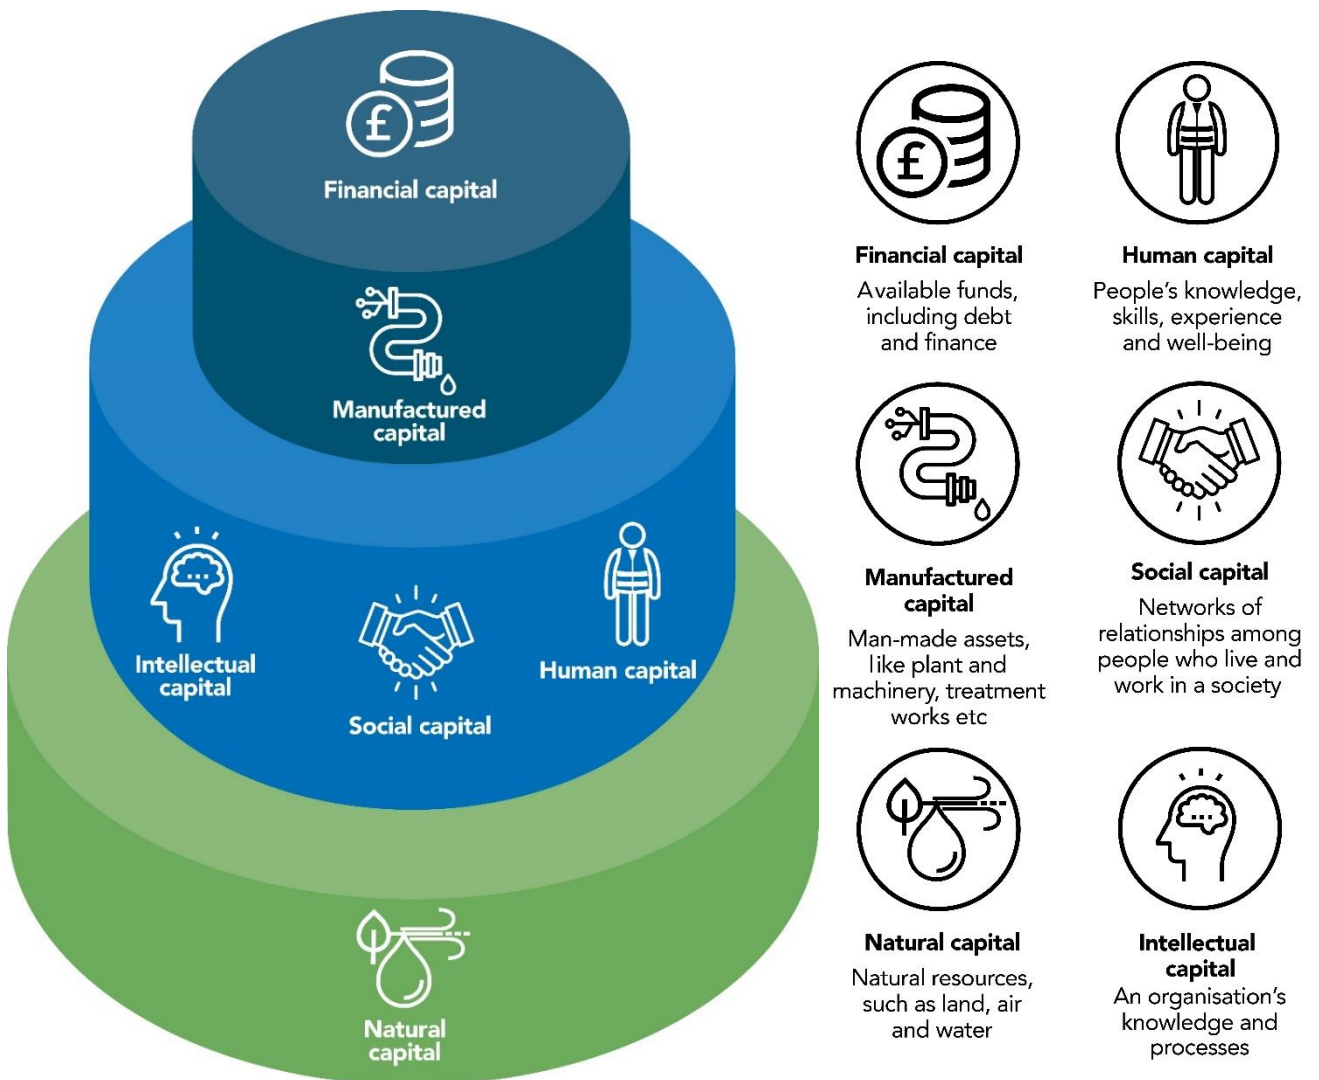 £
Financial capital
Manufactured
capital
Intellectual
capital
Social capital
Human capital
Natural
capital
£
Financial capital
Available funds,
including debt
and finance
Human capital
People's knowledge,
skills, experience
and well-being
Manufactured
capital
Man-made assets,
like plant and
machinery, treatment
works etc
Social capital
Networks of
relationships among
people who live and
work in a society
Natural capital
Natural resources,
such as land, air
and water
Intellectual
capital
An organisation's
knowledge and
processes